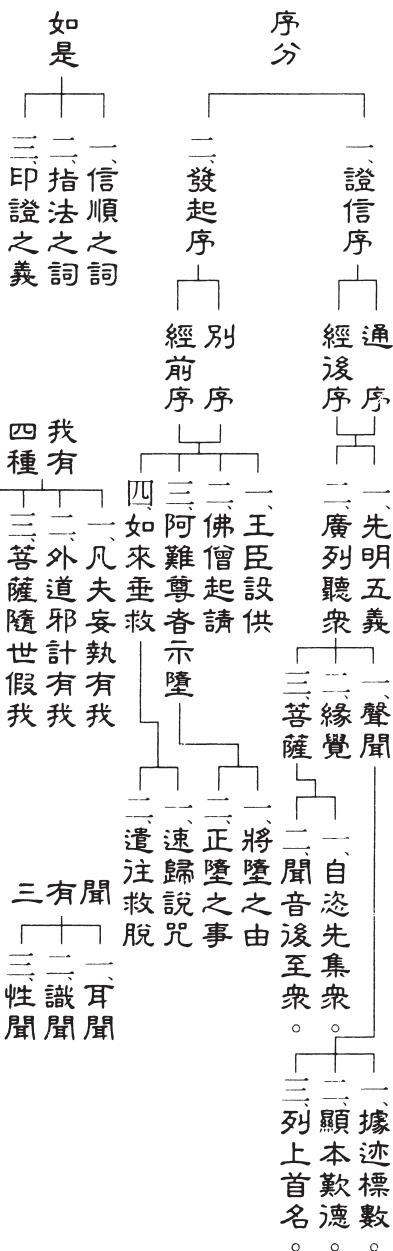 序分
一、證信序
通序
經後序
一、先明五義
二、廣列聽衆
一、聲聞
二、緣覺
三、菩薩
一、據迹標數。
二、顯本歎德。
三、列上首名。
一、自恣先集衆。
二、聞音後至衆。
二、發起序
別序
經前序
一、王臣設供
二、佛僧起請
三、阿難尊者示墮
四、如來垂救
一、將墮之由
二、正墮之事
一、速歸說咒
二、遣往救脫
如是
一、信順之詞
二、指法之詞
三、印證之義
我有
四種
一、凡夫妄執有我
二、外道邪計有我
三、菩薩隨世假我
聞有三
一、耳聞
二、識聞
三、性聞